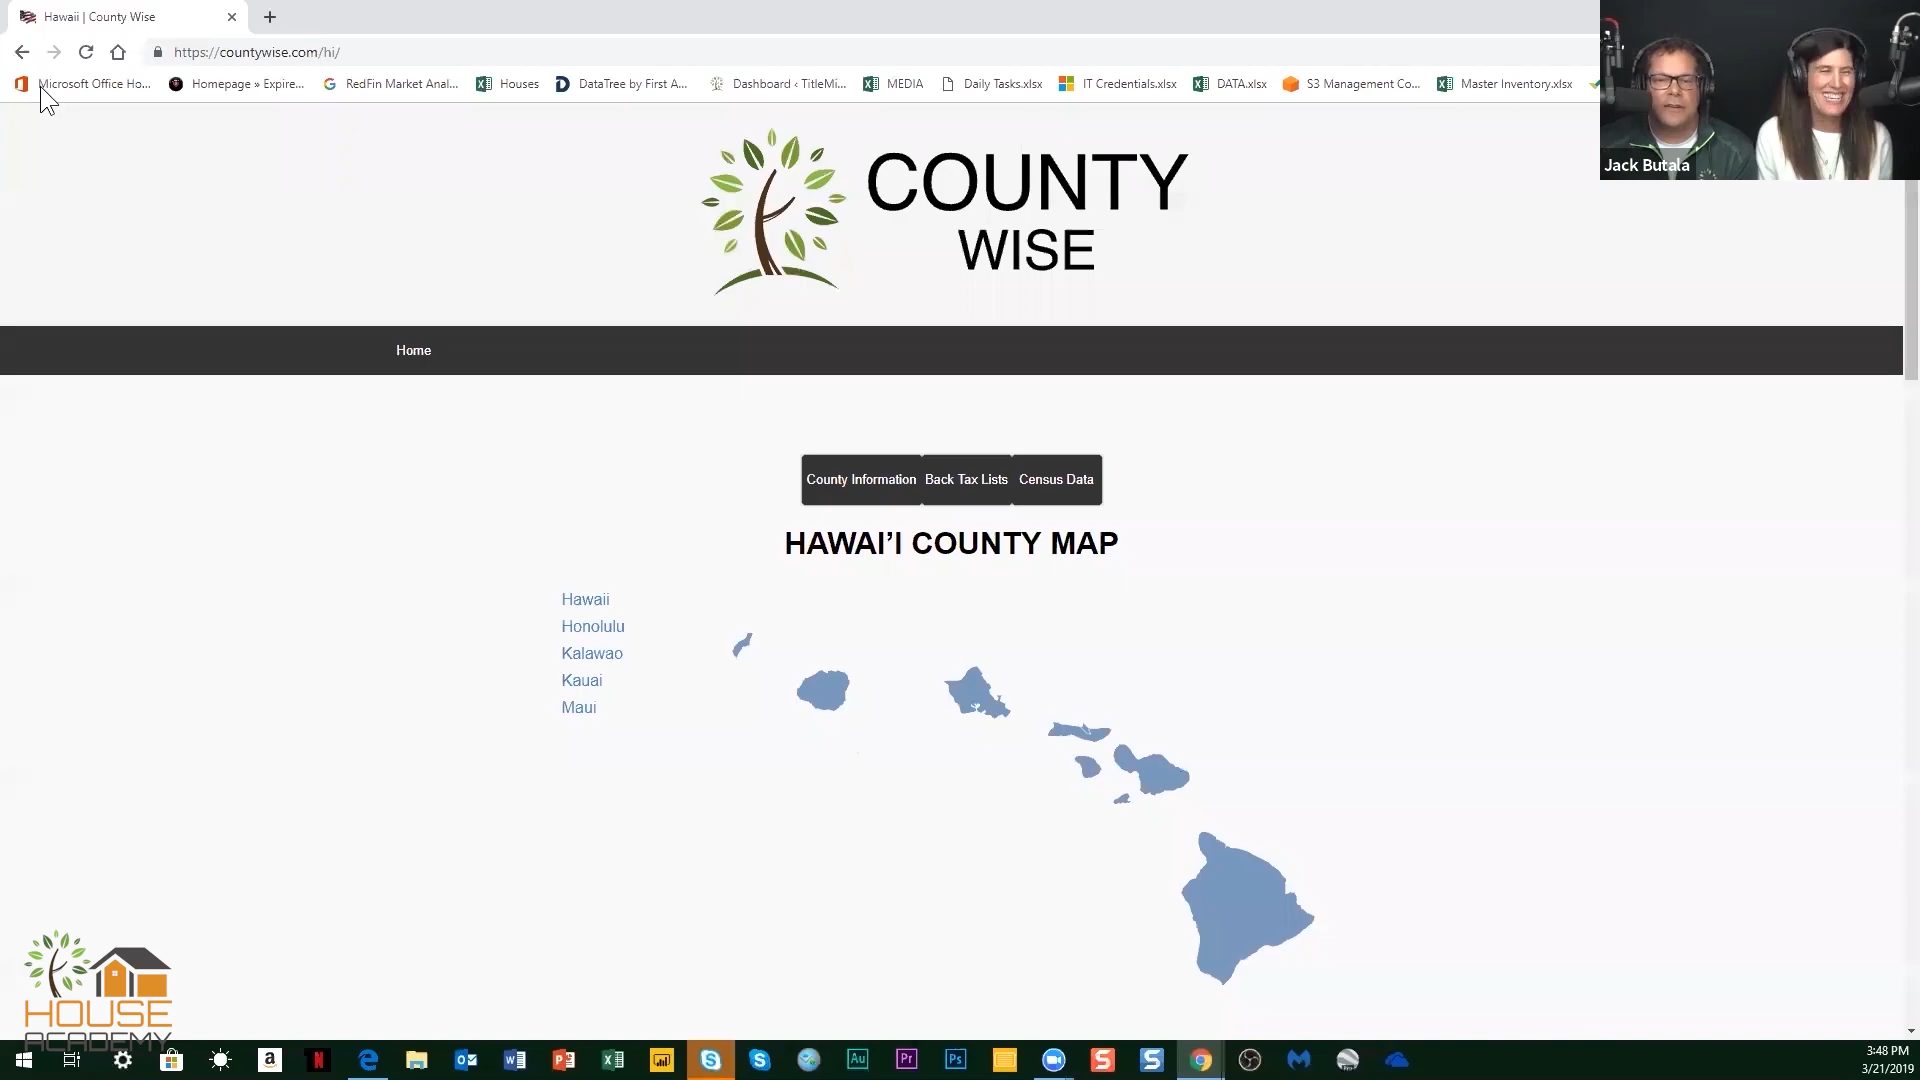 Hawaii | County Wise
https://countywise.com/hi/
Microsoft Office Ho...
Homepage » Expire...
RedFin Market Anal...
Houses
DataTree by First A...
Dashboard ‹ TitleMi...
MEDIA
Daily Tasks.xlsx
IT Credentials.xlsx
DATA.xlsx
S3 Management Co...
Master Inventory.xlsx
Jack Butala
COUNTY
WISE
Home
County Information
Back Tax Lists
Census Data
HAWAI’I COUNTY MAP
Hawaii
Honolulu
Kalawao
Kauai
Maui
HOUSE
ACADEMY
3:48 PM
3/21/2019